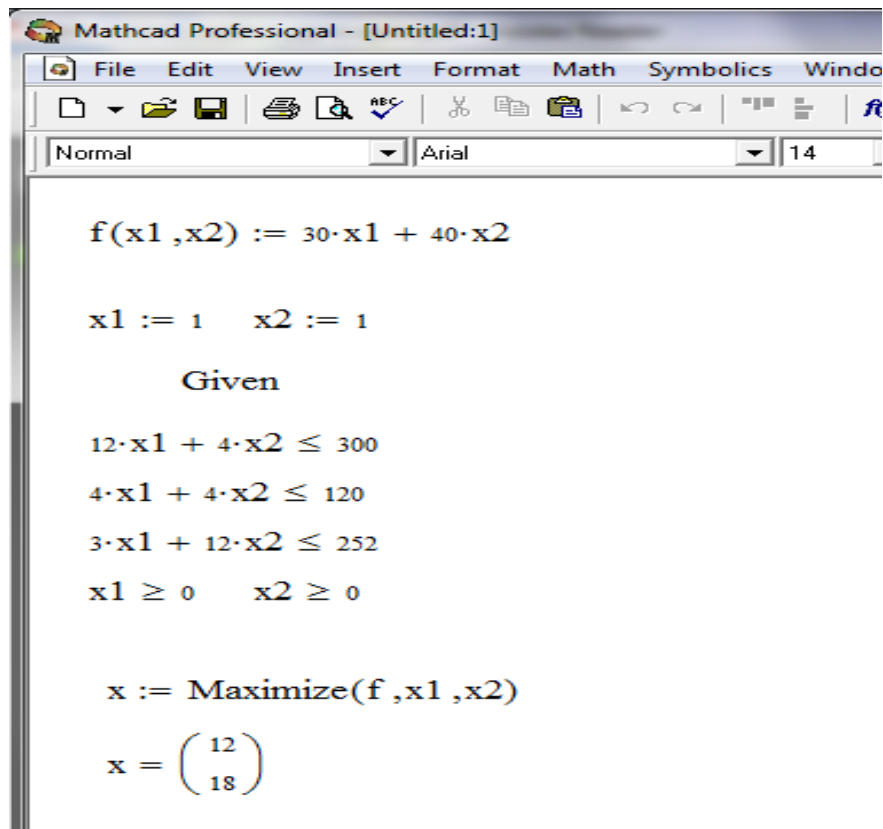 Mathcad Professional - [Untitled:1]
File Edit View Insert Format Math Symbolics Windo
ABC
Normal Arial 14
f(x1 ,x2) := 30·x1 + 40·x2
x1 := 1 x2 := 1
Given
12·x1 + 4·x2 ≤ 300
4·x1 + 4·x2 ≤ 120
3·x1 + 12·x2 ≤ 252
x1 ≥ 0 x2 ≥ 0
x := Maximize(f ,x1 ,x2)
x = ( 12
18 )